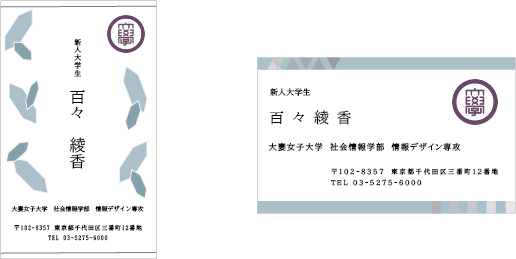 新人大学生
百々 綾香
大妻女子大学 社会情報学部 情報デザイン専攻
〒102-8357 東京都千代田区三番町12番地
TEL 03-5275-6000
新人大学生
百々綾香
大妻女子大学 社会情報学部 情報デザイン専攻
〒102-8357 東京都千代田区三番町12番地
TEL 03-5275-6000